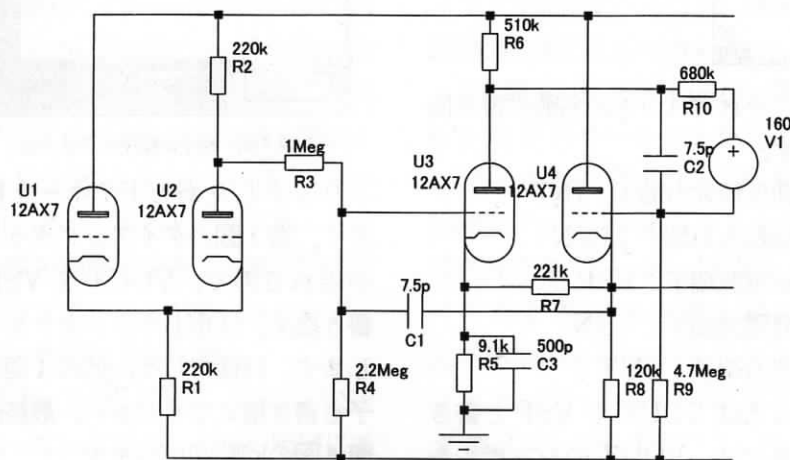 220k
R2
510k
R6
680k
R10
160
V1
7.5p
C2
1Meg
R3
U1
12AX7
U2
12AX7
U3
12AX7
U4
12AX7
221k
R7
7.5p
C1
220k
R1
2.2Meg
R4
9.1k
R5
500p
C3
120k
R8
4.7Meg
R9